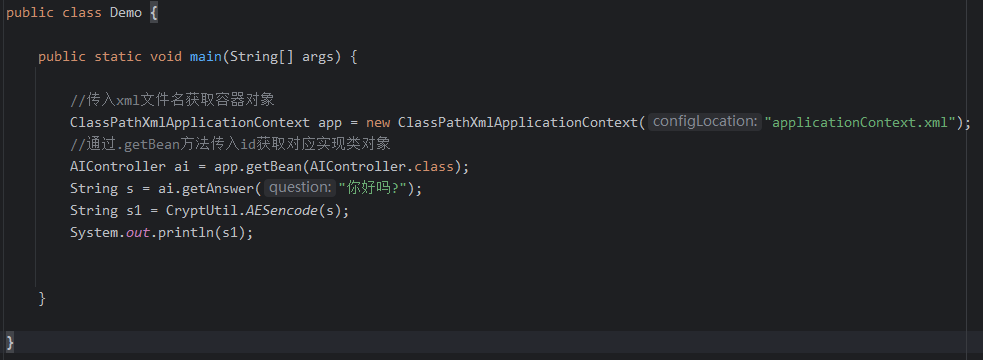 public class Demo {
public static void main(String[] args) {
//传入xml文件名获取容器对象
ClassPathXmlApplicationContext app = new ClassPathXmlApplicationContext( configLocation: "applicationContext.xml");
//通过.getBean方法传入id获取对应实现类对象
AIController ai = app.getBean(AIController.class);
String s = ai.getAnswer( question: "你好吗?");
String s1 = CryptUtil.AESencode(s);
System.out.println(s1);
}
}